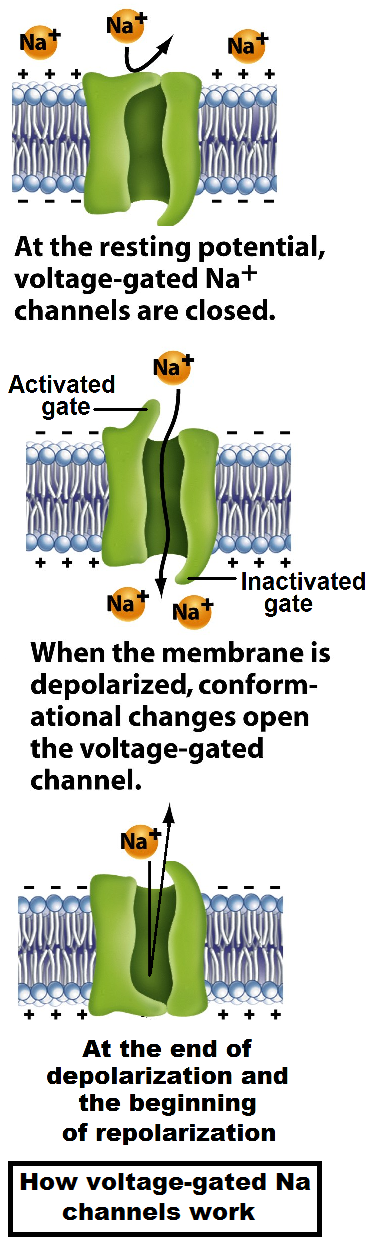 Na+ Na+ Na+
+ + + + + +
- - - - - -
At the resting potential,
voltage-gated Na+
channels are closed.
Na+
Activated
gate
- - - - - -
+ + + + + + +
Inactivated
gate
Na+ Na+
When the membrane is
depolarized, conform-
ational changes open
the voltage-gated
channel.
Na+
- - - - - -
+ + + + + + +
At the end of
depolarization and
the beginning
of repolarization
How voltage-gated Na
channels work